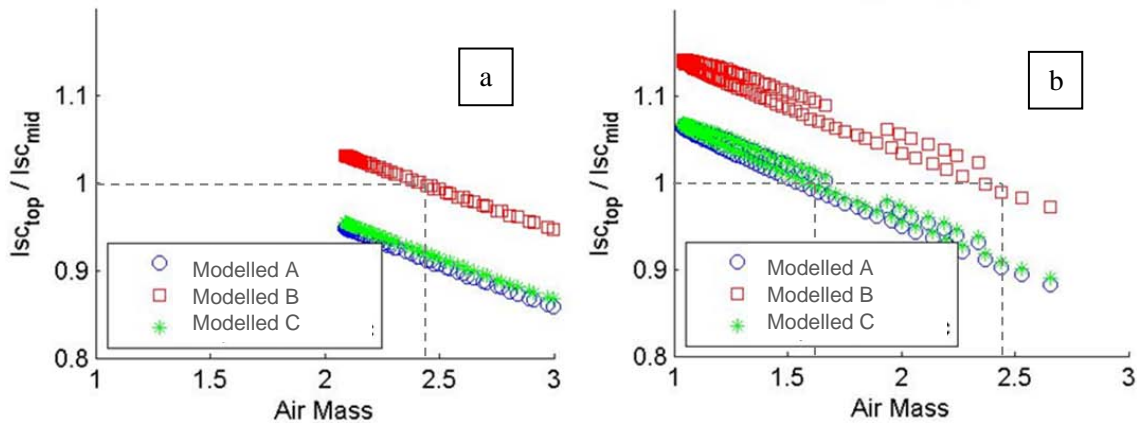 a
Isc_top / Isc_mid
1.1
1
0.9
0.8
Modelled A
Modelled B
Modelled C
1
1.5
2
2.5
3
Air Mass
b
Isc_top / Isc_mid
1.1
1
0.9
0.8
Modelled A
Modelled B
Modelled C
1
1.5
2
2.5
3
Air Mass